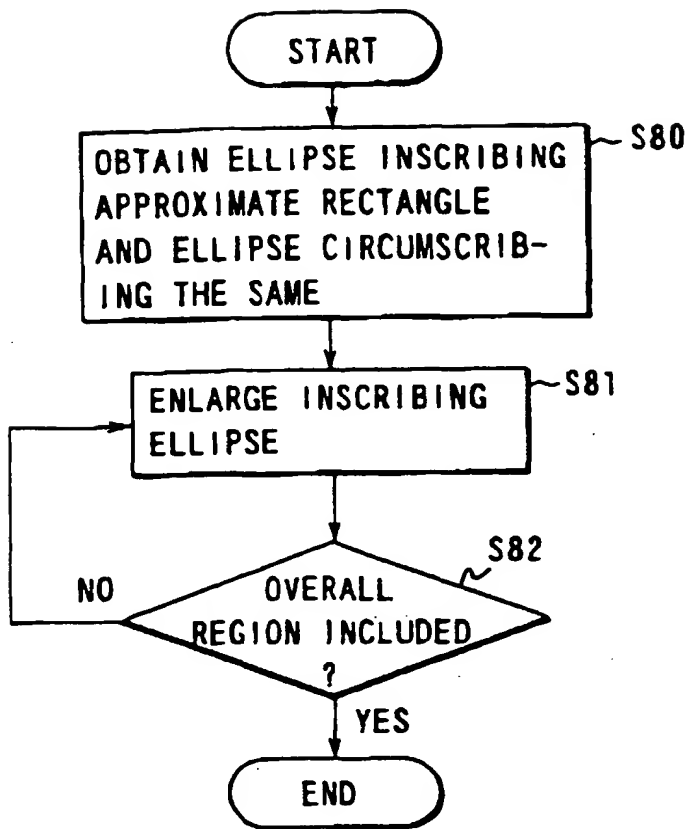 START
OBTAIN ELLIPSE INSCRIBING
APPROXIMATE RECTANGLE
AND ELLIPSE CIRCUMSCRIB-
ING THE SAME
S80
ENLARGE INSCRIBING
ELLIPSE
S81
S82
OVERALL
REGION INCLUDED
?
NO
YES
END